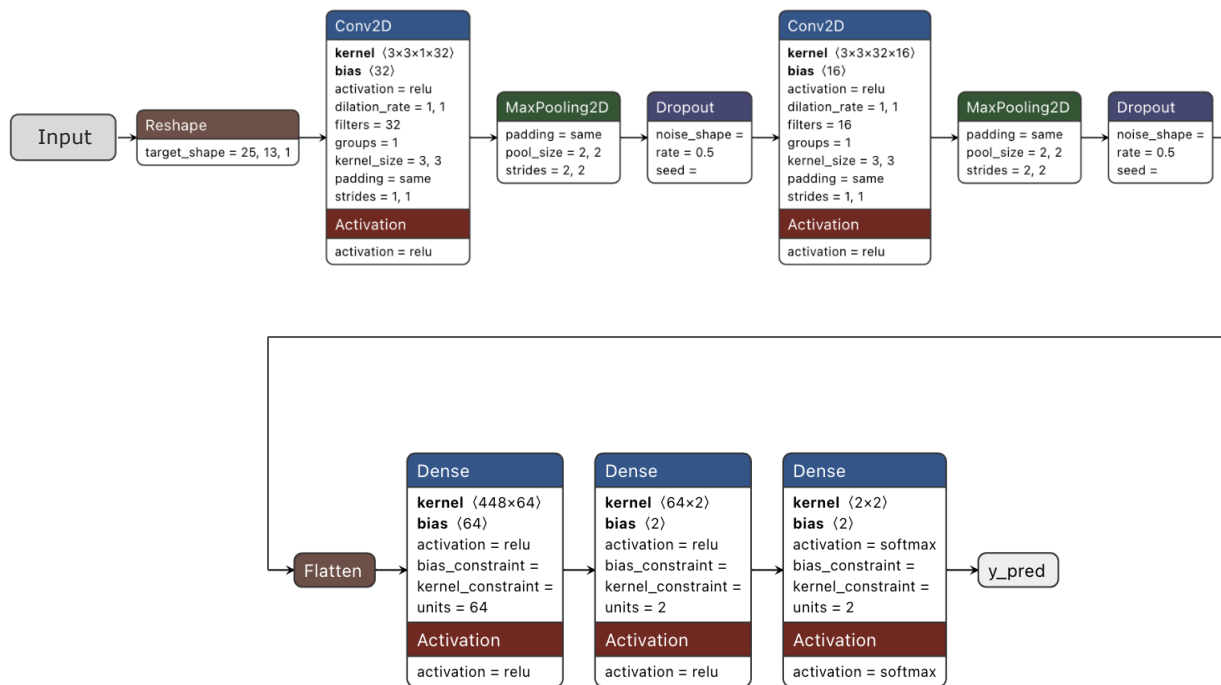 Input
Reshape
target_shape = 25, 13, 1
Conv2D
kernel ⟨3×3×1×32⟩
bias ⟨32⟩
activation = relu
dilation_rate = 1, 1
filters = 32
groups = 1
kernel_size = 3, 3
padding = same
strides = 1, 1
Activation
activation = relu
MaxPooling2D
padding = same
pool_size = 2, 2
strides = 2, 2
Dropout
noise_shape =
rate = 0.5
seed =
Conv2D
kernel ⟨3×3×32×16⟩
bias ⟨16⟩
activation = relu
dilation_rate = 1, 1
filters = 16
groups = 1
kernel_size = 3, 3
padding = same
strides = 1, 1
Activation
activation = relu
MaxPooling2D
padding = same
pool_size = 2, 2
strides = 2, 2
Dropout
noise_shape =
rate = 0.5
seed =
Flatten
Dense
kernel ⟨448×64⟩
bias ⟨64⟩
activation = relu
bias_constraint =
kernel_constraint =
units = 64
Activation
activation = relu
Dense
kernel ⟨64×2⟩
bias ⟨2⟩
activation = relu
bias_constraint =
kernel_constraint =
units = 2
Activation
activation = relu
Dense
kernel ⟨2×2⟩
bias ⟨2⟩
activation = softmax
bias_constraint =
kernel_constraint =
units = 2
Activation
activation = softmax
y_pred